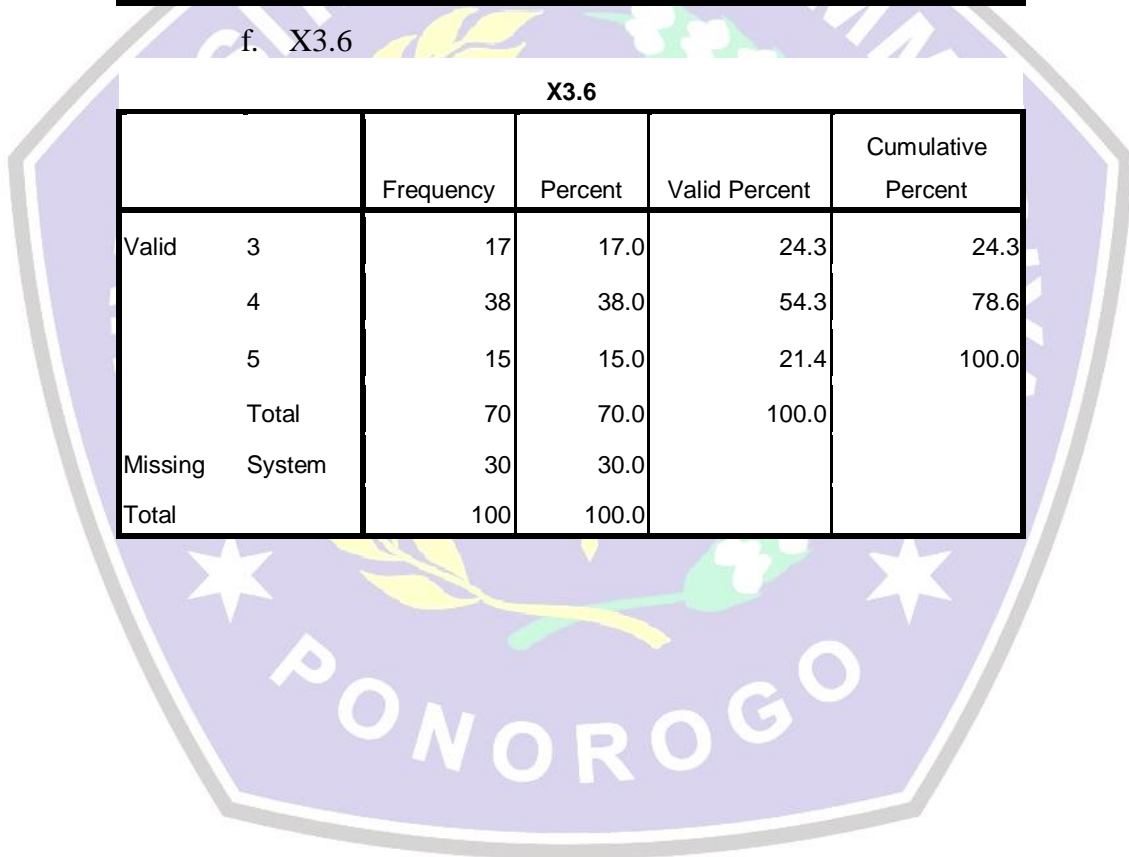 f. X3.6
X3.6
Frequency Percent Valid Percent Cumulative Percent
Valid 3 17 17.0 24.3 24.3
4 38 38.0 54.3 78.6
5 15 15.0 21.4 100.0
Total 70 70.0 100.0
Missing System 30 30.0
Total 100 100.0
PONOROGO